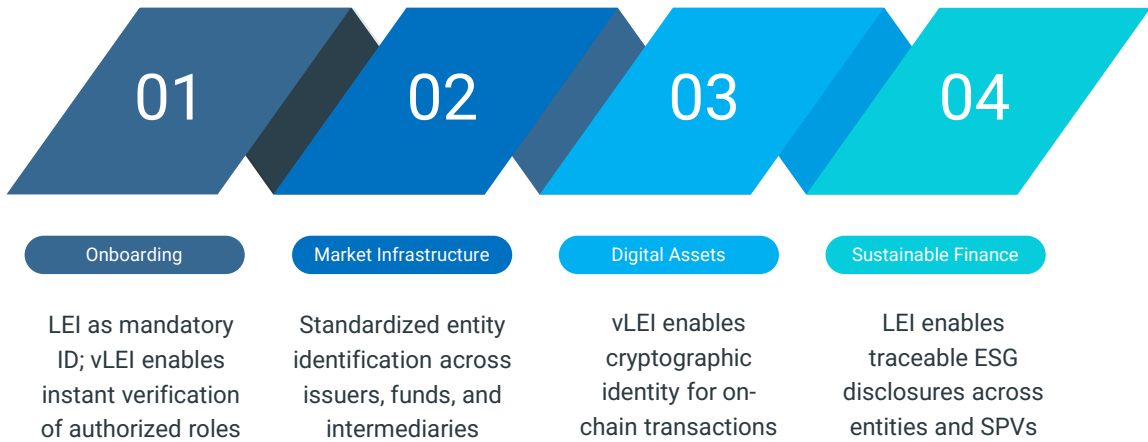 01
02
03
04
Onboarding
Market Infrastructure
Digital Assets
Sustainable Finance
LEI as mandatory
ID; vLEI enables
instant verification
of authorized roles
Standardized entity
identification across
issuers, funds, and
intermediaries
vLEI enables
cryptographic
identity for on-
chain transactions
LEI enables
traceable ESG
disclosures across
entities and SPVs